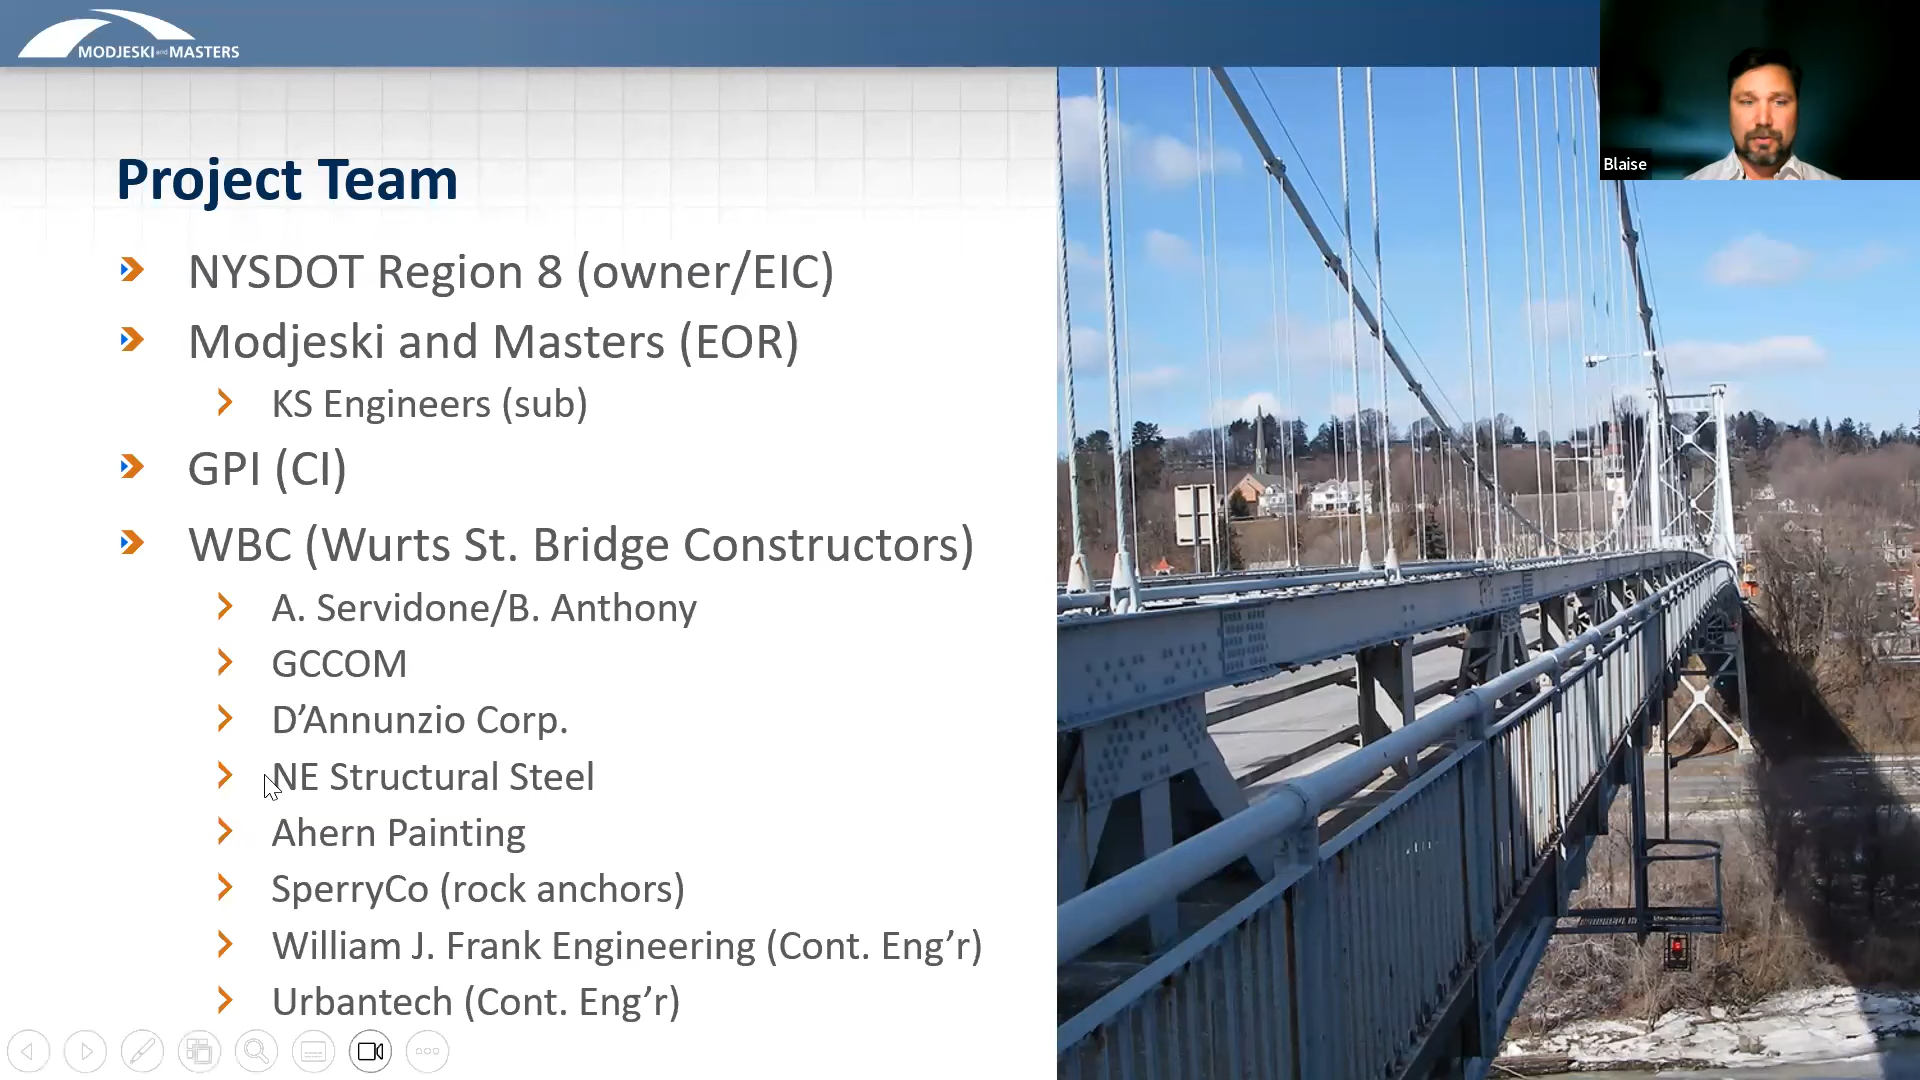 MODJESKI and MASTERS
Blaise
Project Team
NYSDOT Region 8 (owner/EIC)
Modjeski and Masters (EOR)
KS Engineers (sub)
GPI (CI)
WBC (Wurts St. Bridge Constructors)
A. Servidone/B. Anthony
GCCOM
D’Annunzio Corp.
NE Structural Steel
Ahern Painting
SperryCo (rock anchors)
William J. Frank Engineering (Cont. Eng’r)
Urbantech (Cont. Eng’r)